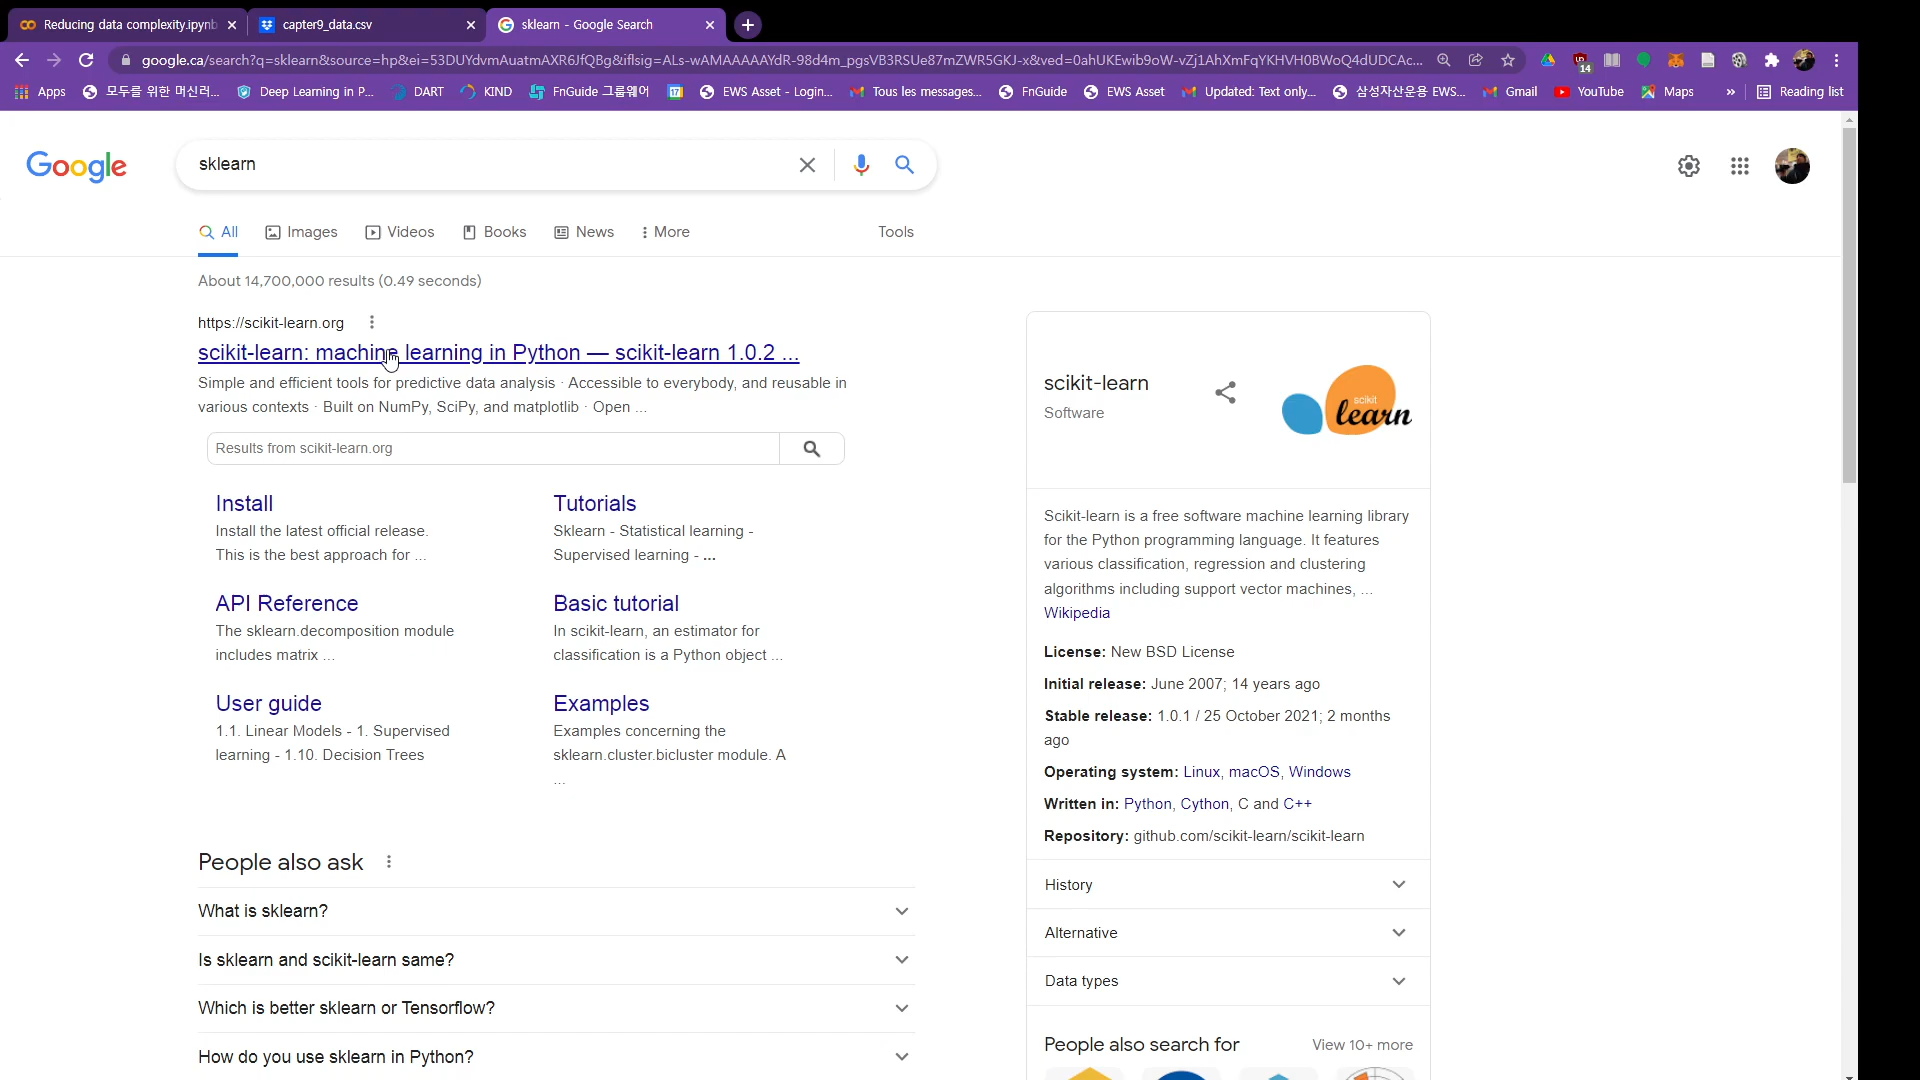 Reducing data complexity.ipynb
capter9_data.csv
sklearn - Google Search
google.ca/search?q=sklearn&source=hp&ei=53DUYdvmAuatmAXR6JfQBg&iflsig=ALs-wAMAAAAAYdR-98d4m_pgsVB3RSUe87mZWR5GKJ-x&ved=0ahUKEwib9oW-vZj1AhXmFqYKHVH0BWoQ4dUDCAc...
14
Apps
모두를 위한 머신러...
Deep Learning in P...
DART
KIND
FnGuide 그룹웨어
17
EWS Asset - Login...
Tous les messages...
FnGuide
EWS Asset
Updated: Text only...
삼성자산운용 EWS...
Gmail
YouTube
Maps
»
Reading list
Google
sklearn
All
Images
Videos
Books
News
More
Tools
About 14,700,000 results (0.49 seconds)
https://scikit-learn.org
scikit-learn: machine learning in Python — scikit-learn 1.0.2 ...
Simple and efficient tools for predictive data analysis · Accessible to everybody, and reusable in
various contexts · Built on NumPy, SciPy, and matplotlib · Open ...
Results from scikit-learn.org
Install
Install the latest official release.
This is the best approach for ...
Tutorials
Sklearn - Statistical learning -
Supervised learning - ...
API Reference
The sklearn.decomposition module
includes matrix ...
Basic tutorial
In scikit-learn, an estimator for
classification is a Python object ...
User guide
1.1. Linear Models - 1. Supervised
learning - 1.10. Decision Trees
Examples
Examples concerning the
sklearn.cluster.bicluster module. A
...
People also ask
What is sklearn?
Is sklearn and scikit-learn same?
Which is better sklearn or Tensorflow?
How do you use sklearn in Python?
scikit-learn
Software
scikit
learn
Scikit-learn is a free software machine learning library
for the Python programming language. It features
various classification, regression and clustering
algorithms including support vector machines, ...
Wikipedia
License: New BSD License
Initial release: June 2007; 14 years ago
Stable release: 1.0.1 / 25 October 2021; 2 months
ago
Operating system: Linux, macOS, Windows
Written in: Python, Cython, C and C++
Repository: github.com/scikit-learn/scikit-learn
History
Alternative
Data types
People also search for
View 10+ more